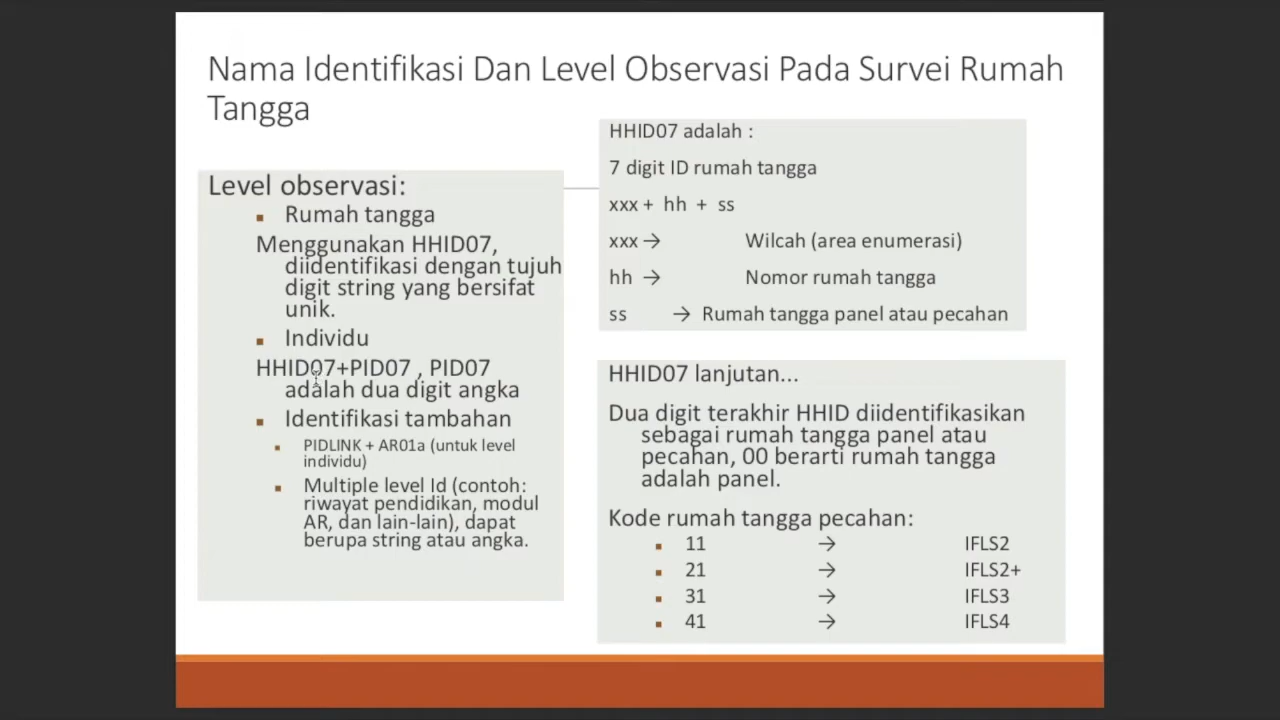 Nama Identifikasi Dan Level Observasi Pada Survei Rumah
Tangga
Level observasi:
▪ Rumah tangga
Menggunakan HHID07,
diidentifikasi dengan tujuh
digit string yang bersifat
unik.
▪ Individu
HHID07+PID07 , PID07
adalah dua digit angka
▪ Identifikasi tambahan
▪ PIDLINK + AR01a (untuk level
individu)
▪ Multiple level Id (contoh:
riwayat pendidikan, modul
AR, dan lain-lain), dapat
berupa string atau angka.
HHID07 adalah :
7 digit ID rumah tangga
xxx + hh + ss
xxx → Wilcah (area enumerasi)
hh → Nomor rumah tangga
ss → Rumah tangga panel atau pecahan
HHID07 lanjutan...
Dua digit terakhir HHID diidentifikasikan
sebagai rumah tangga panel atau
pecahan, 00 berarti rumah tangga
adalah panel.
Kode rumah tangga pecahan:
▪ 11 → IFLS2
▪ 21 → IFLS2+
▪ 31 → IFLS3
▪ 41 → IFLS4